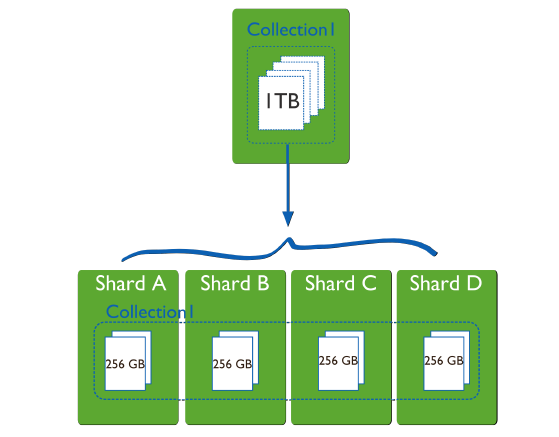 Collection1
1TB
Shard A
Shard B
Shard C
Shard D
Collection1
256 GB
256 GB
256 GB
256 GB